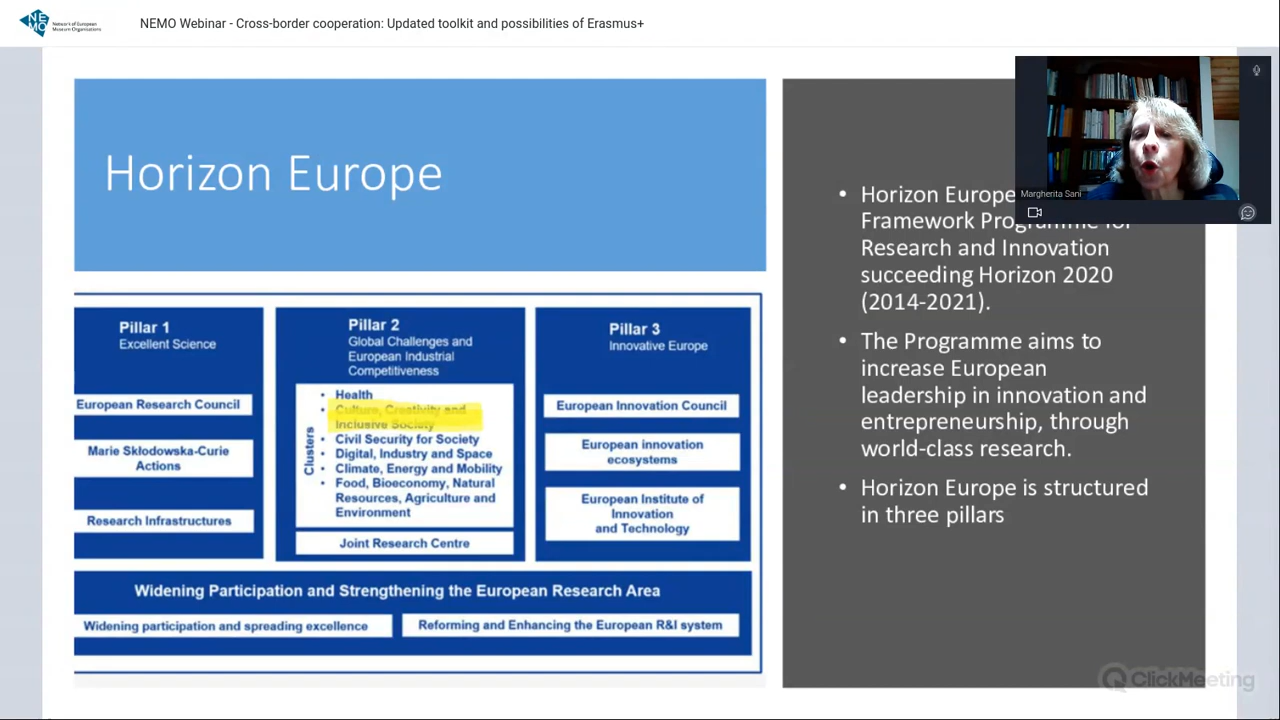 NEMO
Network of European
Museum Organisations
NEMO Webinar - Cross-border cooperation: Updated toolkit and possibilities of Erasmus+
Horizon Europe
Pillar 1
Excellent Science
European Research Council
Marie Skłodowska-Curie
Actions
Research Infrastructures
Pillar 2
Global Challenges and
European Industrial
Competitiveness
Clusters
• Health
• Culture, Creativity and
Inclusive Society
• Civil Security for Society
• Digital, Industry and Space
• Climate, Energy and Mobility
• Food, Bioeconomy, Natural
Resources, Agriculture and
Environment
Joint Research Centre
Pillar 3
Innovative Europe
European Innovation Council
European innovation
ecosystems
European Institute of
Innovation
and Technology
Widening Participation and Strengthening the European Research Area
Widening participation and spreading excellence
Reforming and Enhancing the European R&I system
Margherita Sani
• Horizon Europe
Framework Programme for
Research and Innovation
succeeding Horizon 2020
(2014-2021).
• The Programme aims to
increase European
leadership in innovation and
entrepreneurship, through
world-class research.
• Horizon Europe is structured
in three pillars
ClickMeeting